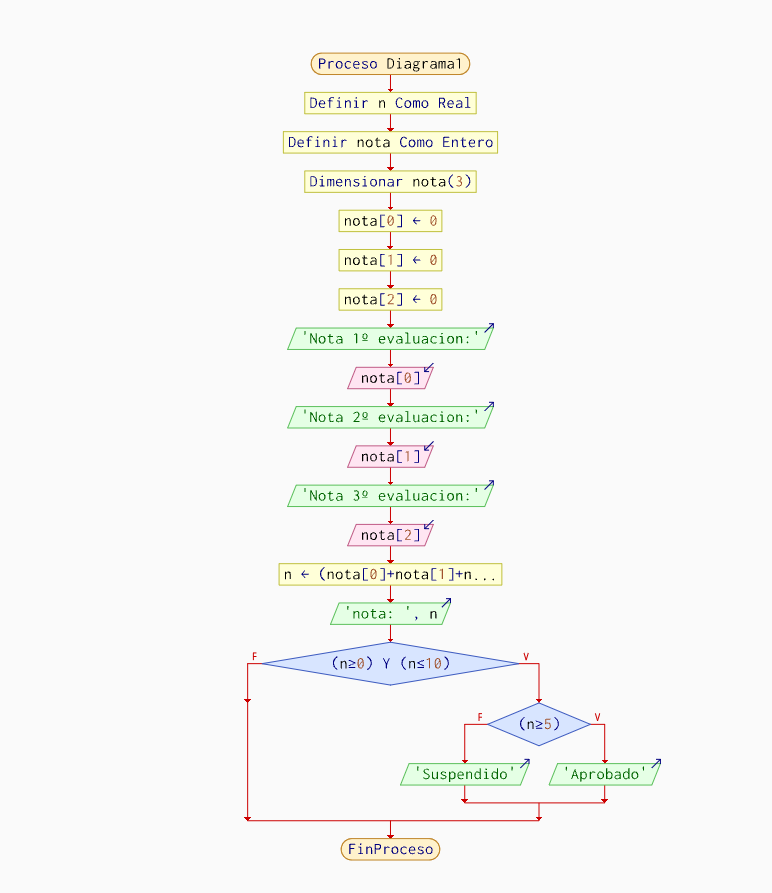 Proceso Diagrama1
Definir n Como Real
Definir nota Como Entero
Dimensionar nota(3)
nota[0] ← 0
nota[1] ← 0
nota[2] ← 0
'Nota 1º evaluacion:'
nota[0]
'Nota 2º evaluacion:'
nota[1]
'Nota 3º evaluacion:'
nota[2]
n ← (nota[0]+nota[1]+n...
'nota: ', n
F
(n≥0) Y (n≤10)
V
F
(n≥5)
V
'Suspendido'
'Aprobado'
FinProceso